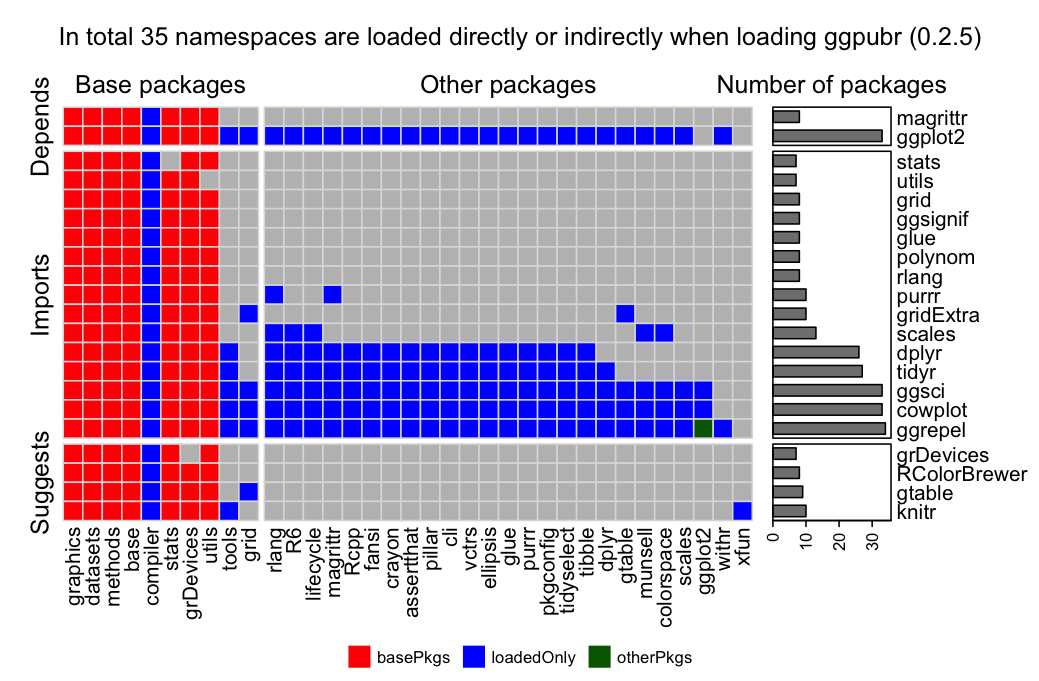 In total 35 namespaces are loaded directly or indirectly when loading ggpubr (0.2.5)
Base packages
Other packages
Number of packages
Depends
magrittr
ggplot2
Imports
stats
utils
grid
ggsignif
glue
polynom
rlang
purrr
gridExtra
scales
dplyr
tidyr
ggsci
cowplot
ggrepel
Suggests
grDevices
RColorBrewer
gtable
knitr
graphics
datasets
methods
base
compiler
stats
grDevices
utils
tools
grid
rlang
R6
lifecycle
magrittr
Rcpp
fansi
crayon
assertthat
pillar
cli
vctrs
ellipsis
glue
purrr
pkgconfig
tidyselect
tibble
dplyr
gtable
munsell
colorspace
scales
ggplot2
withr
xfun
0
10
20
30
basePkgs
loadedOnly
otherPkgs